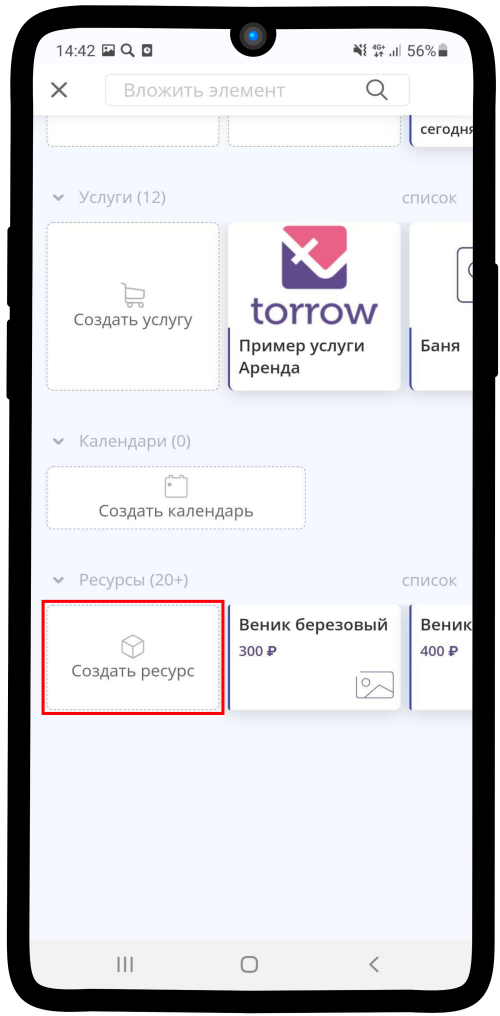 14:42
4G+
56%
Вложить элемент
сегодня
Услуги (12)
список
Создать услугу
torrow
Пример услуги
Аренда
Баня
Календари (0)
Создать календарь
Ресурсы (20+)
список
Создать ресурс
Веник березовый
300 ₽
Веник
400 ₽